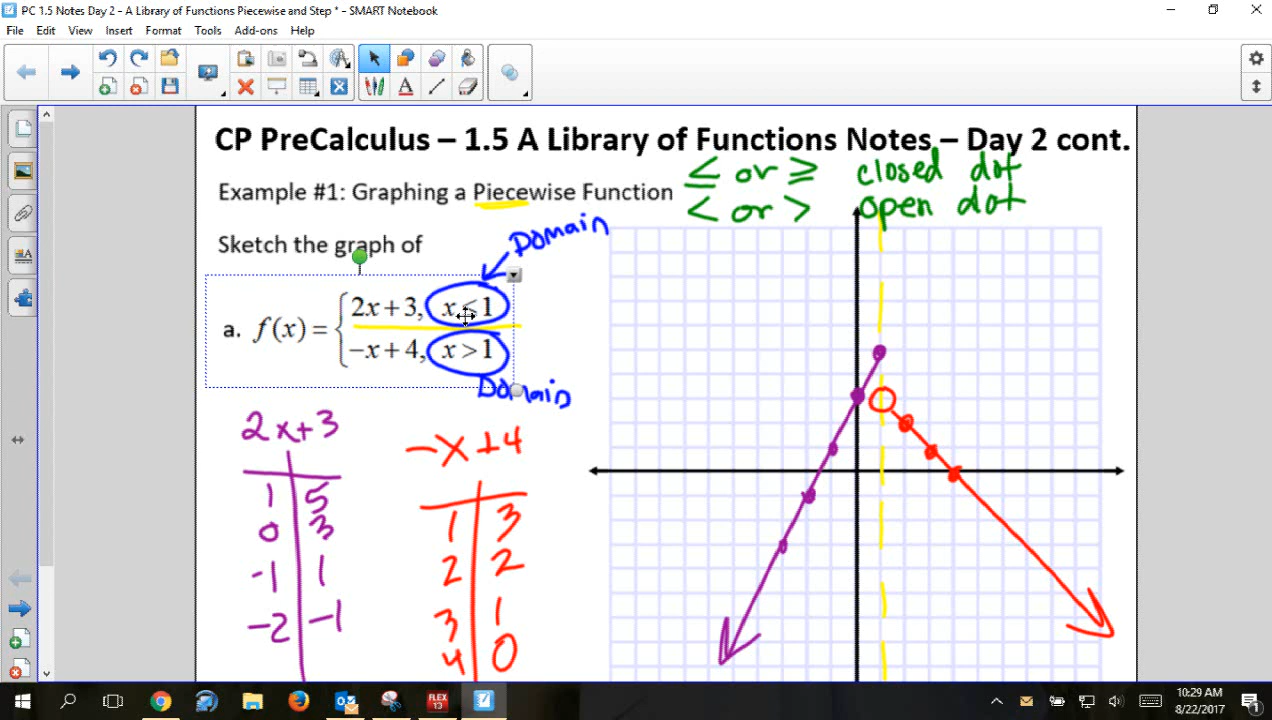 PC 1.5 Notes Day 2 - A Library of Functions Piecewise and Step * - SMART Notebook
File Edit View Insert Format Tools Add-ons Help
CP PreCalculus – 1.5 A Library of Functions Notes – Day 2 cont.
≤ or ≥ closed dot
Example #1: Graphing a Piecewise Function
< or > open dot
Sketch the graph of
Domain
2x+3, x≤1
a. f(x) =
−x+4, x>1
Domain
2x+3
1 5
0 3
-1 1
-2 -1
-x+4
1 3
2 2
3 1
4 0
FLEX
13
10:29 AM
8/22/2017
1